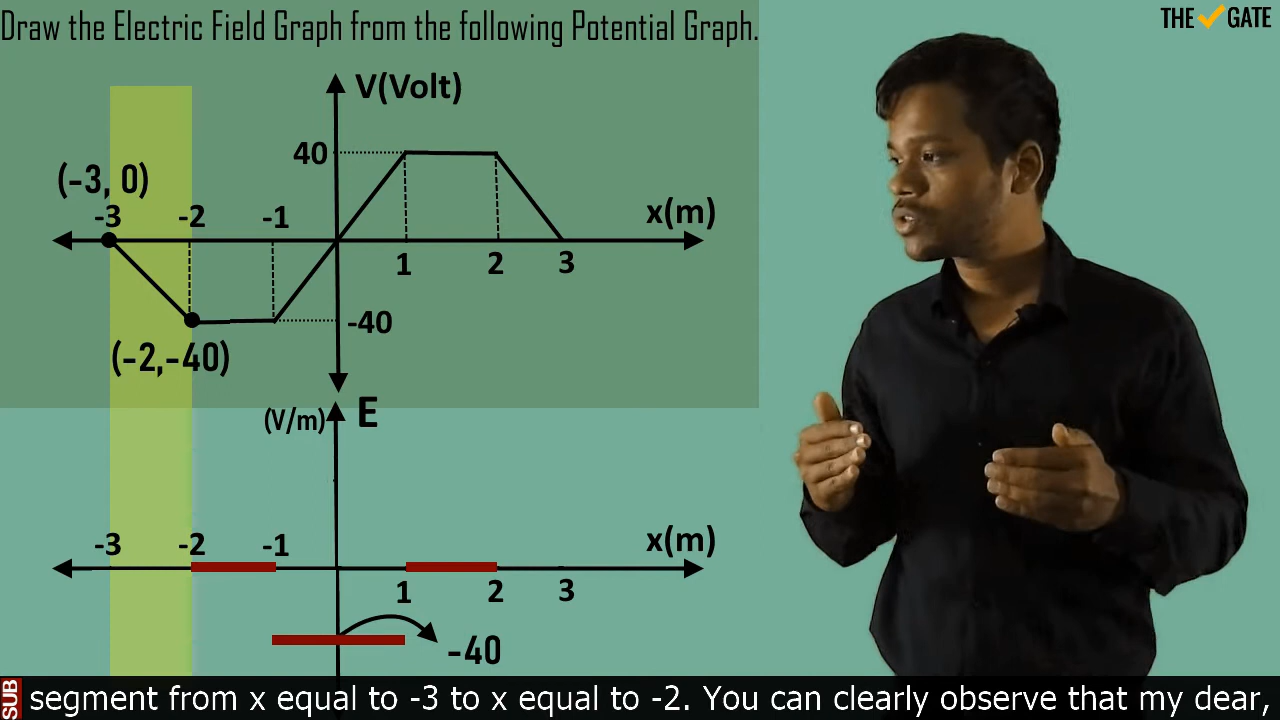 Draw the Electric Field Graph from the following Potential Graph.
THE GATE
V(Volt)
40
(-3, 0)
-3 -2 -1
x(m)
1 2 3
-40
(-2,-40)
(V/m) E
-3 -2 -1
x(m)
1 2 3
-40
SUB
segment from x equal to -3 to x equal to -2. You can clearly observe that my dear,